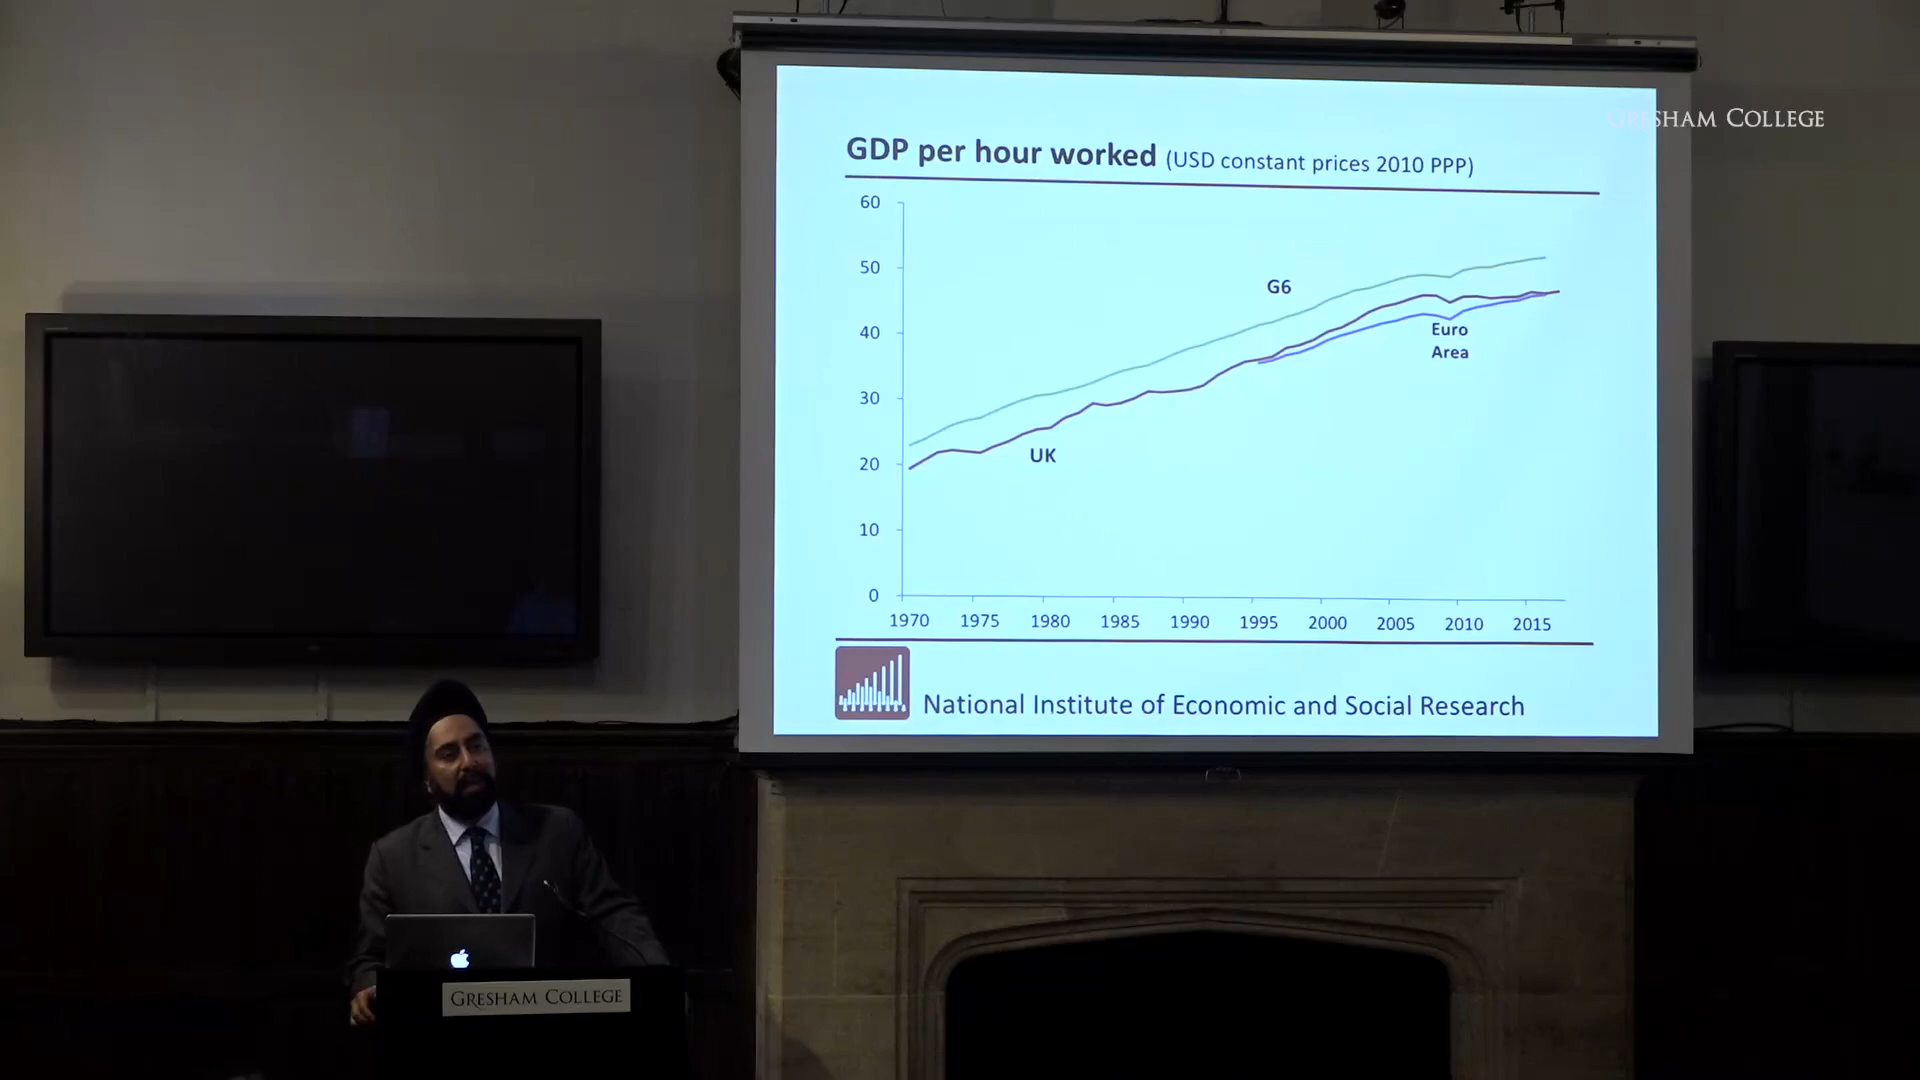 GRESHAM COLLEGE
GDP per hour worked (USD constant prices 2010 PPP)
60
50
40
30
20
10
0
G6
Euro
Area
UK
1970 1975 1980 1985 1990 1995 2000 2005 2010 2015
National Institute of Economic and Social Research
GRESHAM COLLEGE